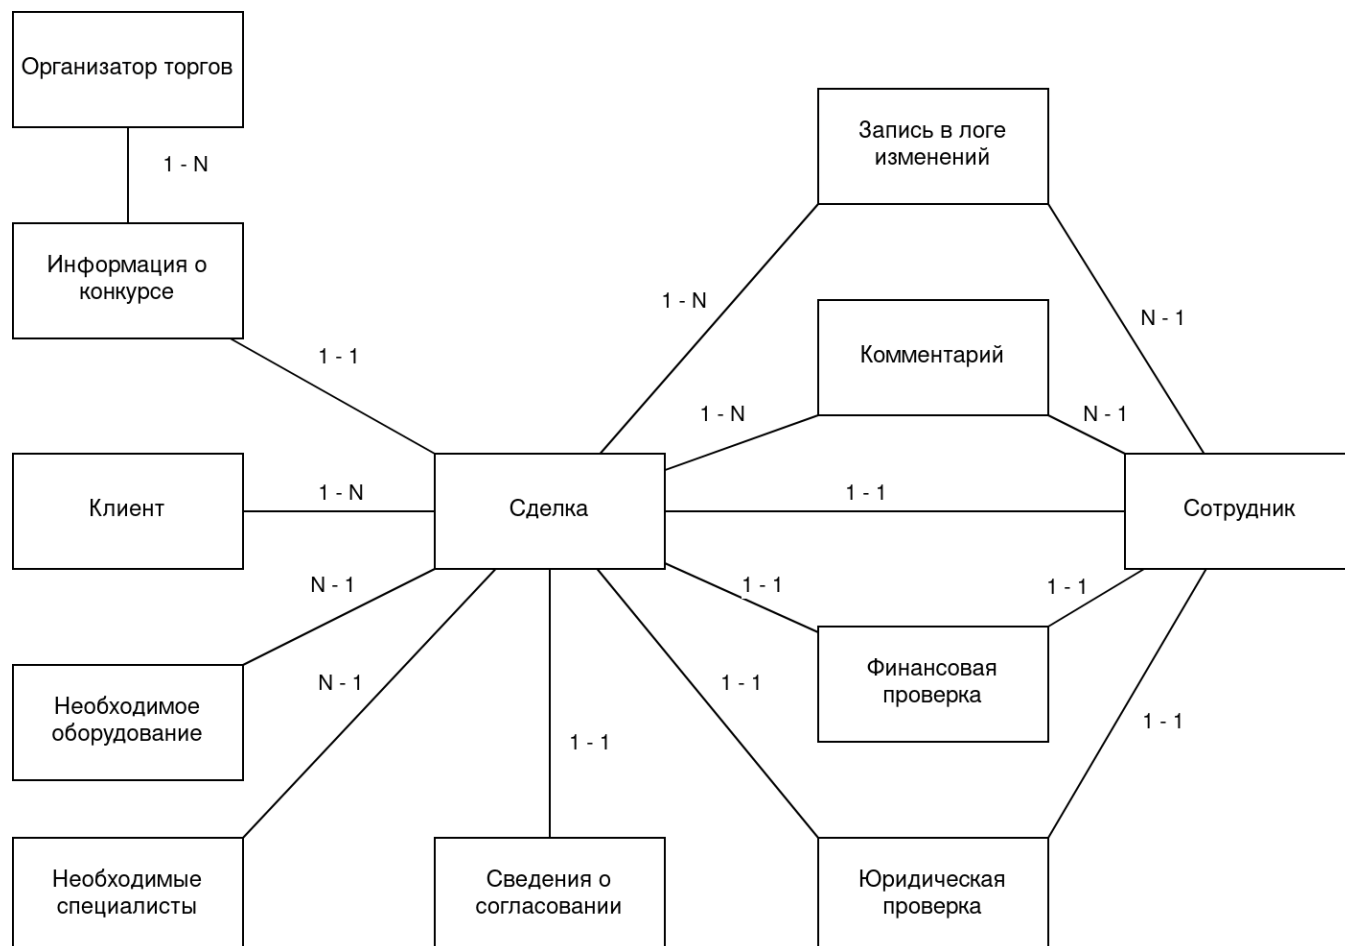 Организатор торгов
1 - N
Запись в логе
изменений
Информация о
конкурсе
1 - N
N - 1
1 - 1
Комментарий
1 - N
N - 1
Клиент
1 - N
Сделка
1 - 1
Сотрудник
N - 1
1 - 1
1 - 1
Необходимое
оборудование
N - 1
1 - 1
Финансовая
проверка
1 - 1
1 - 1
Необходимые
специалисты
Сведения о
согласовании
Юридическая
проверка